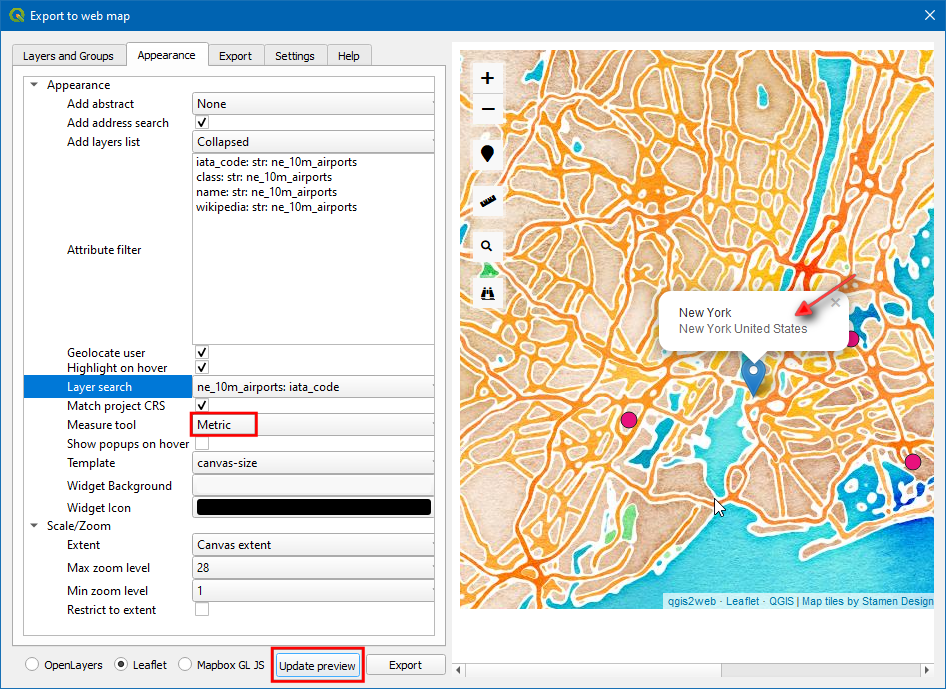 Export to web map
Layers and Groups
Appearance
Export
Settings
Help
Appearance
Add abstract None
Add address search
Add layers list Collapsed
iata_code: str: ne_10m_airports
class: str: ne_10m_airports
name: str: ne_10m_airports
wikipedia: str: ne_10m_airports
Attribute filter
Geolocate user
Highlight on hover
Layer search ne_10m_airports: iata_code
Match project CRS
Measure tool Metric
Show popups on hover
Template canvas-size
Widget Background
Widget Icon
Scale/Zoom
Extent Canvas extent
Max zoom level 28
Min zoom level 1
Restrict to extent
OpenLayers Leaflet Mapbox GL JS Update preview Export
+
−
New York
New York United States
×
qgis2web · Leaflet · QGIS | Map tiles by Stamen Design